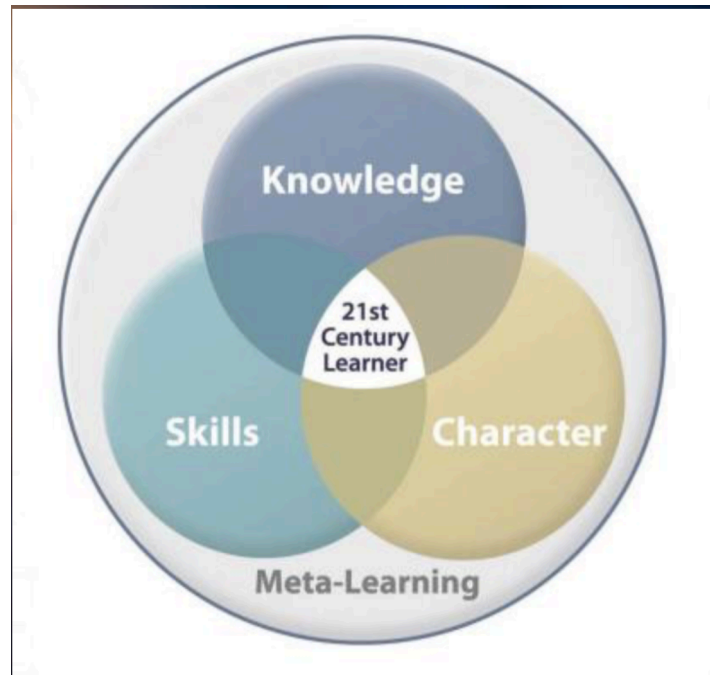 Knowledge
21st
Century
Learner
Skills
Character
Meta-Learning